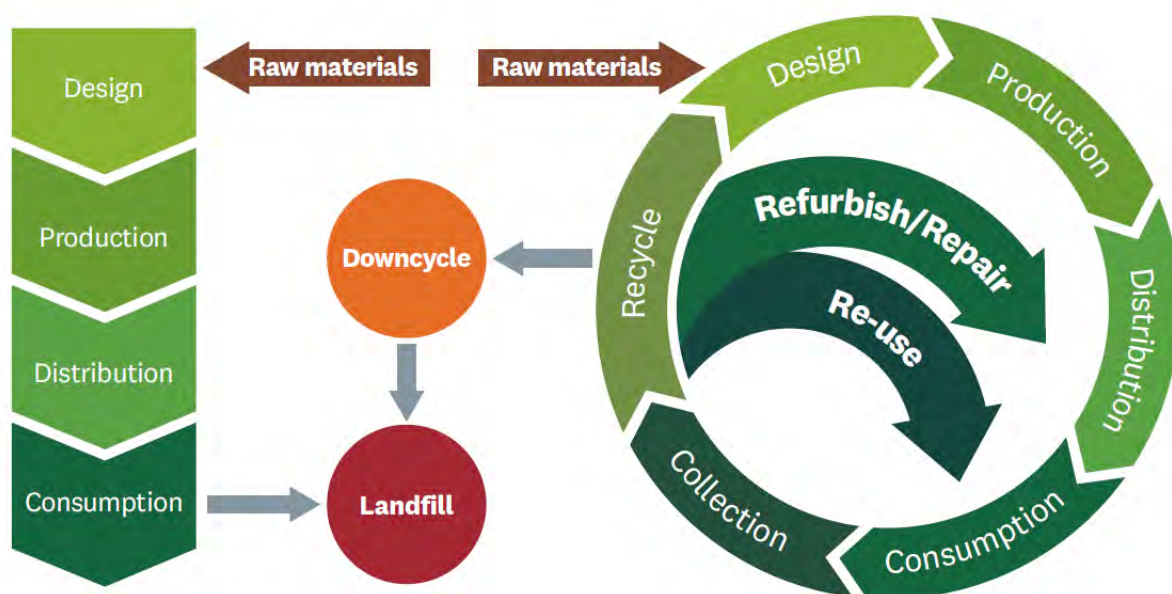 Design
Production
Distribution
Consumption
Raw materials
Raw materials
Downcycle
Landfill
Design
Production
Distribution
Consumption
Collection
Recycle
Refurbish/Repair
Re-use